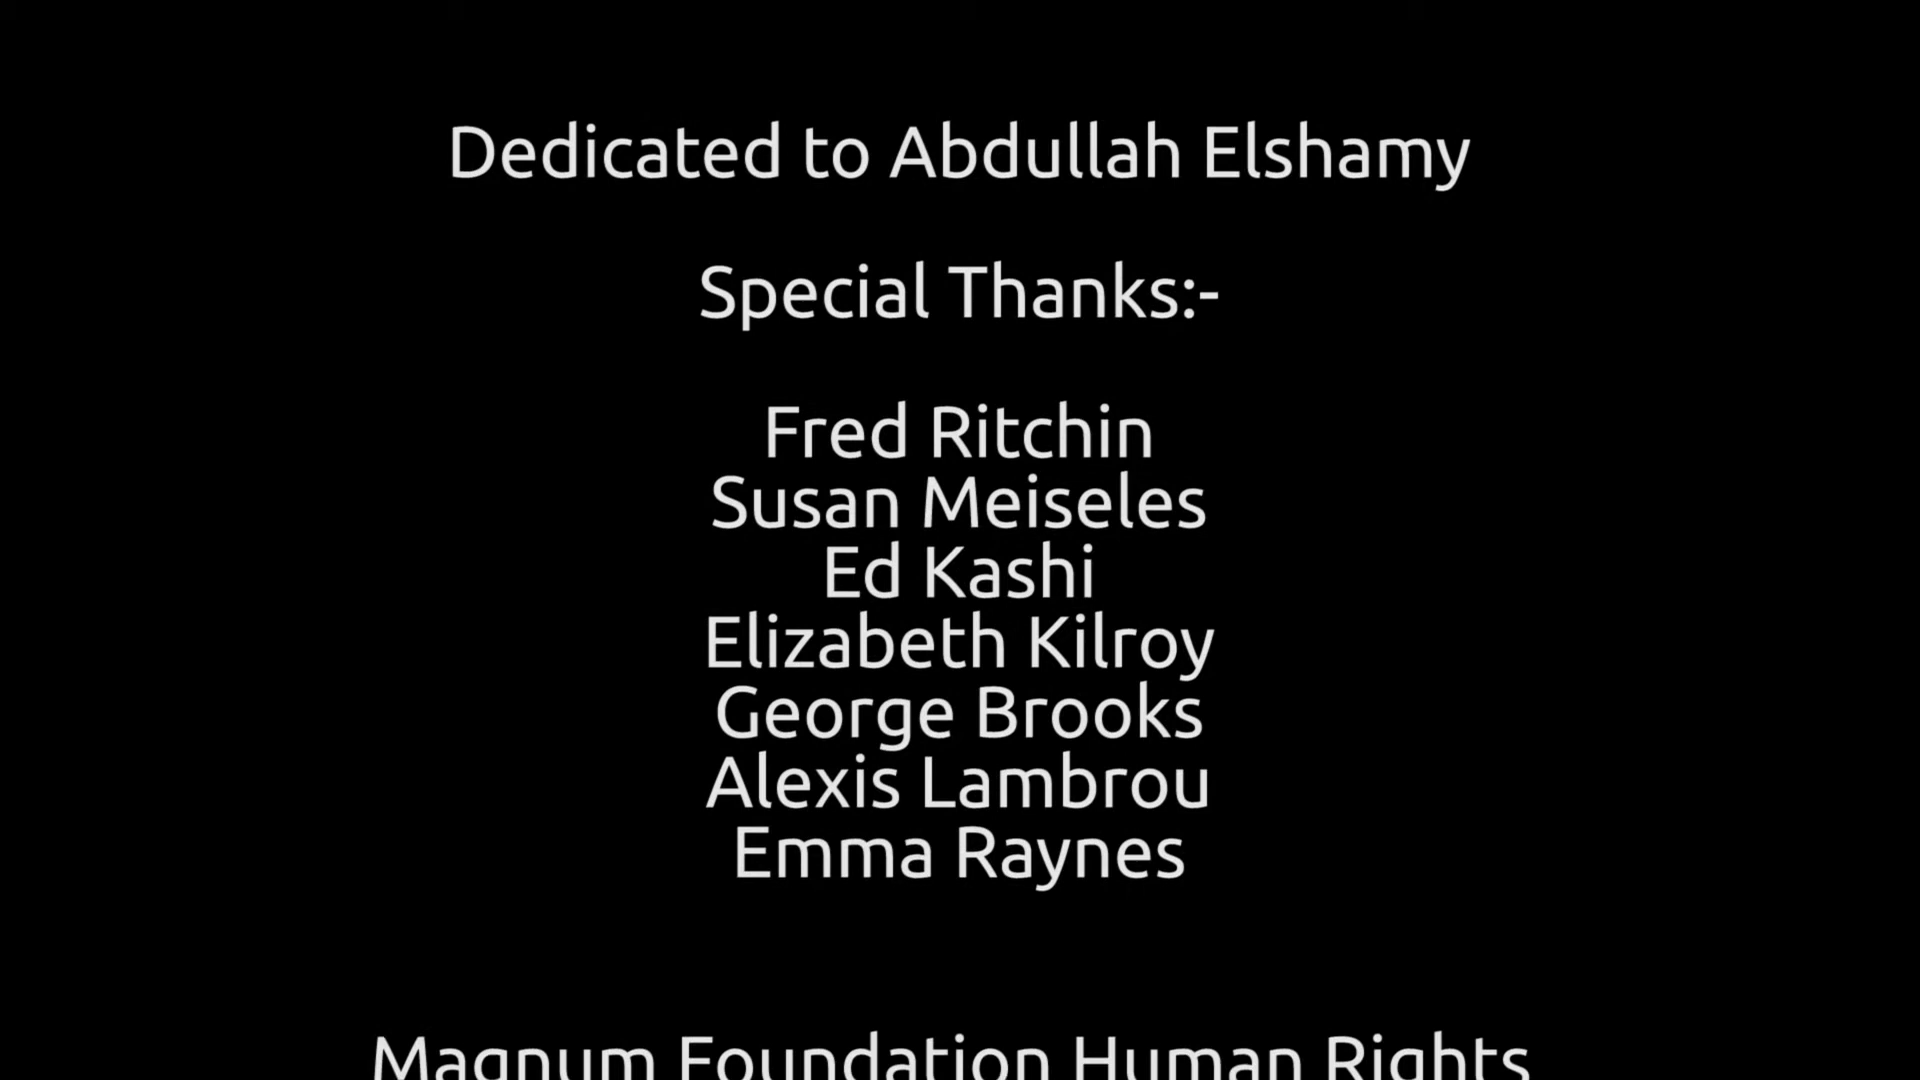 Dedicated to Abdullah Elshamy
Special Thanks:-
Fred Ritchin
Susan Meiseles
Ed Kashi
Elizabeth Kilroy
George Brooks
Alexis Lambrou
Emma Raynes
Magnum Foundation Human Rights